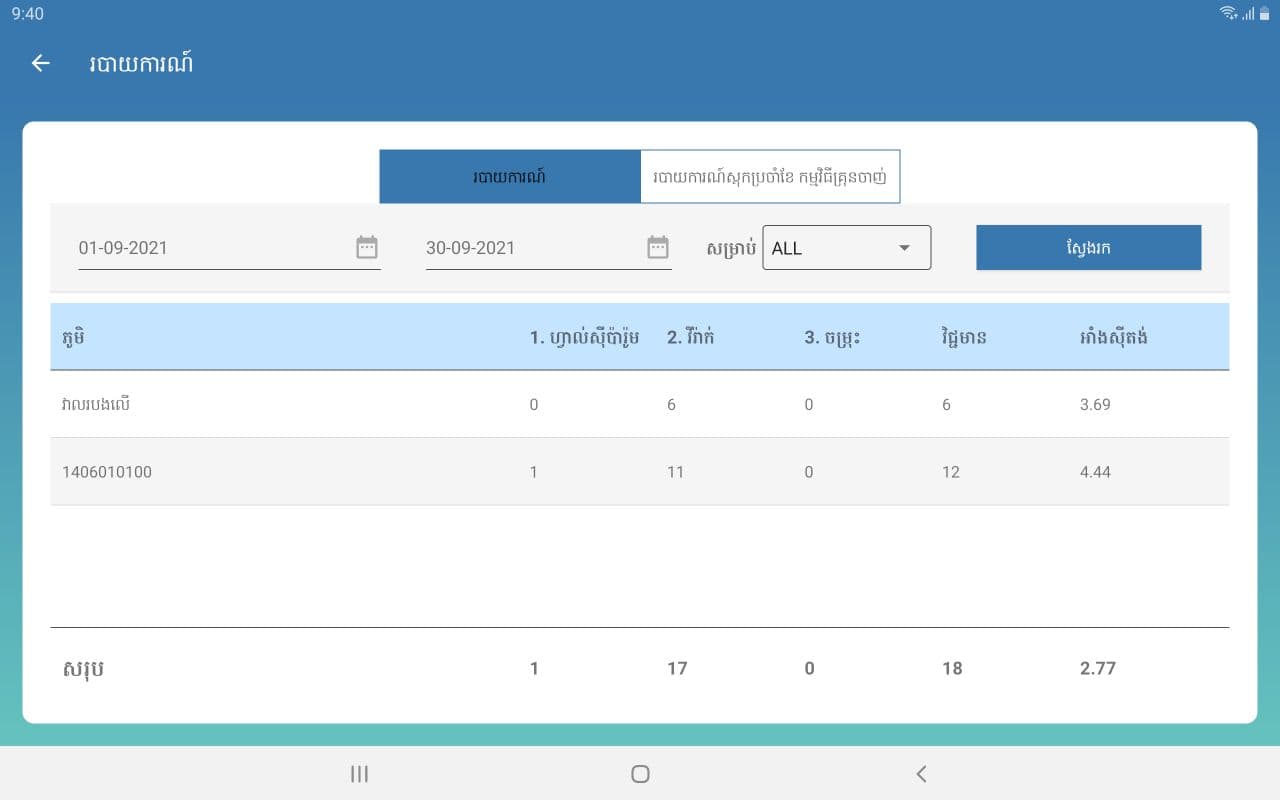 9:40
របាយការណ៍
របាយការណ៍ របាយការណ៍ស្រុកប្រចាំខែ កម្មវិធីគ្រុនចាញ់
01-09-2021 30-09-2021 សម្រាប់ ALL ស្វែងរក
ភូមិ 1. ហ្វាល់ស៊ីប៉ារ៉ូម 2. វីវ៉ាក់ 3. ចម្រុះ វិជ្ជមាន អាំងស៊ីតង់
វាលរបងលើ 0 6 0 6 3.69
1406010100 1 11 0 12 4.44
សរុប 1 17 0 18 2.77